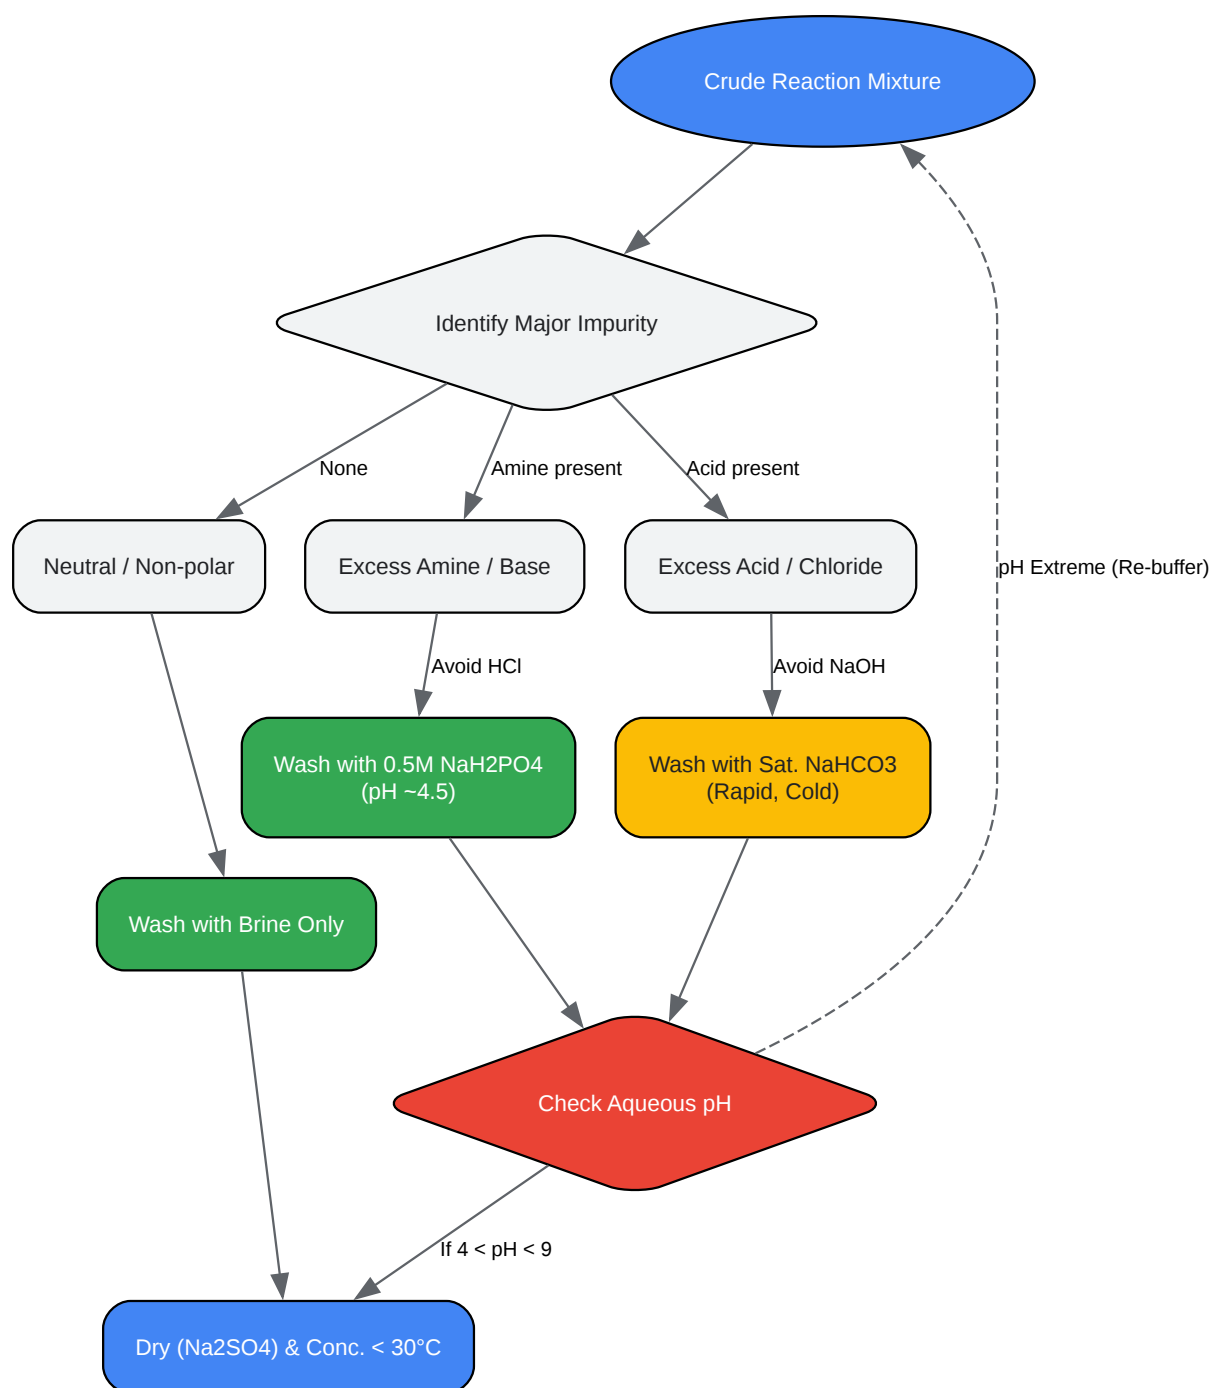 Crude Reaction Mixture
Identify Major Impurity
None
Amine present
Acid present
Neutral / Non-polar
Excess Amine / Base
Excess Acid / Chloride
pH Extreme (Re-buffer)
Avoid HCl
Avoid NaOH
Wash with 0.5M NaH2PO4
(pH ~4.5)
Wash with Sat. NaHCO3
(Rapid, Cold)
Wash with Brine Only
Check Aqueous pH
If 4 < pH < 9
Dry (Na2SO4) & Conc. < 30°C